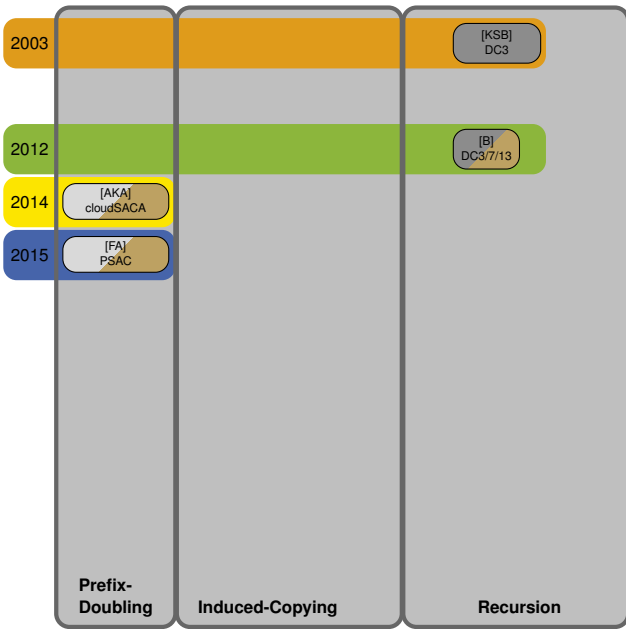 2003
[KSB]
DC3
2012
[B]
DC3/7/13
2014
[AKA]
cloudSACA
2015
[FA]
PSAC
Prefix-
Doubling
Induced-Copying
Recursion